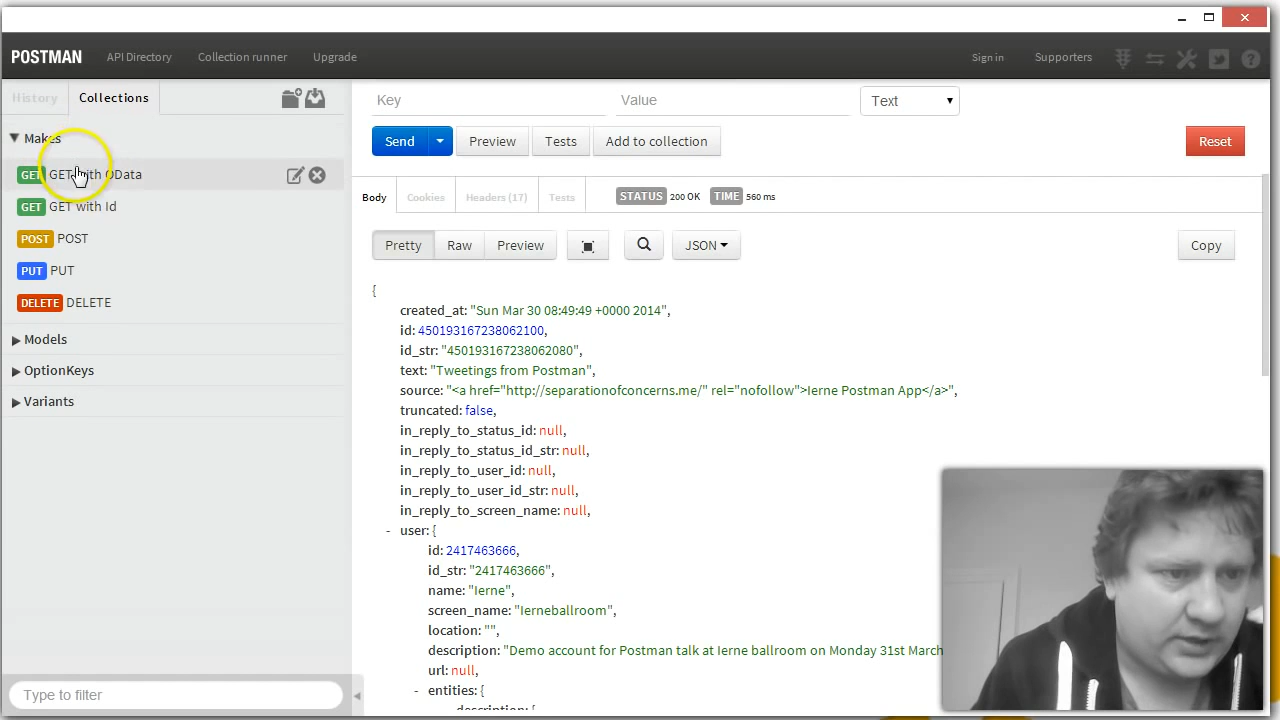 POSTMAN API Directory Collection runner Upgrade Sign in Supporters
History Collections
Key Value Text
Makes
Send Preview Tests Add to collection Reset
GET GET with OData
GET GET with Id
POST POST
PUT PUT
DELETE DELETE
Models
OptionKeys
Variants
Type to filter
Body Cookies Headers (17) Tests STATUS 200 OK TIME 560 ms
Pretty Raw Preview JSON Copy
{
created_at: "Sun Mar 30 08:49:49 +0000 2014",
id: 450193167238062100,
id_str: "450193167238062080",
text: "Tweetings from Postman",
source: "<a href="http://separationofconcerns.me/" rel="nofollow">Ierne Postman App</a>",
truncated: false,
in_reply_to_status_id: null,
in_reply_to_status_id_str: null,
in_reply_to_user_id: null,
in_reply_to_user_id_str: null,
in_reply_to_screen_name: null,
- user: {
id: 2417463666,
id_str: "2417463666",
name: "Ierne",
screen_name: "Ierneballroom",
location: "",
description: "Demo account for Postman talk at Ierne ballroom on Monday 31st March
url: null,
- entities: {
description: {